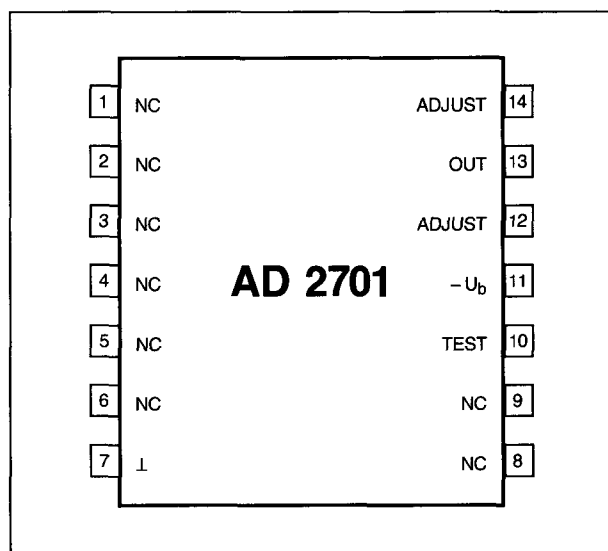 1 NC ADJUST 14
2 NC OUT 13
3 NC ADJUST 12
4 NC AD 2701 –Ub 11
5 NC TEST 10
6 NC NC 9
7 ⊥ NC 8